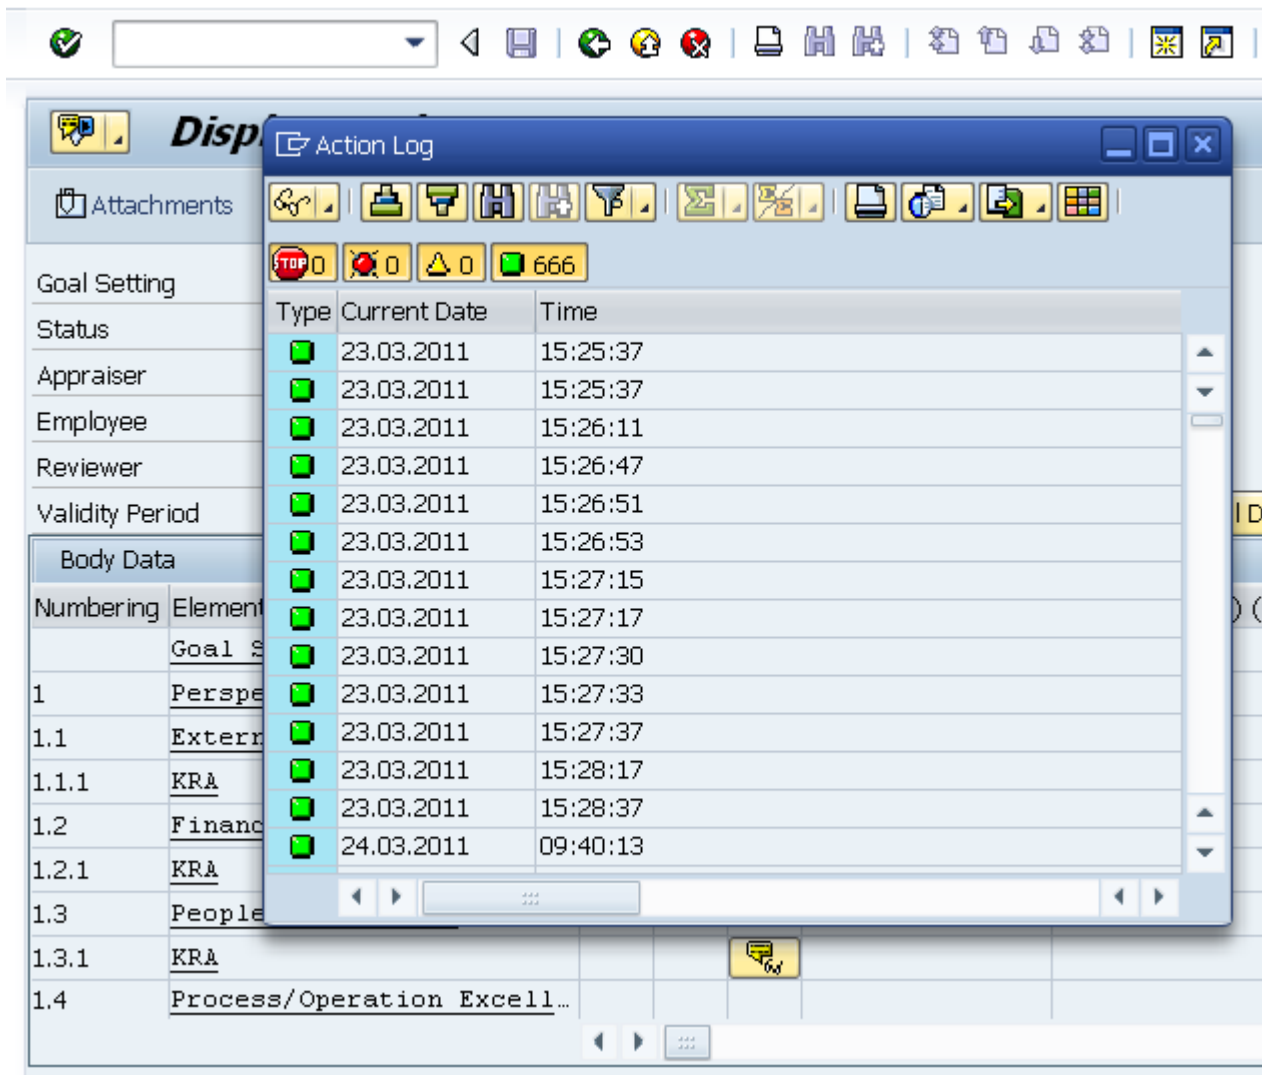 Disp
Action Log
Attachments
STOP 0 0 0 666
Goal Setting
Status
Appraiser
Employee
Reviewer
Validity Period
Type Current Date Time
23.03.2011 15:25:37
23.03.2011 15:25:37
23.03.2011 15:26:11
23.03.2011 15:26:47
23.03.2011 15:26:51
23.03.2011 15:26:53
23.03.2011 15:27:15
23.03.2011 15:27:17
23.03.2011 15:27:30
23.03.2011 15:27:33
23.03.2011 15:27:37
23.03.2011 15:28:17
23.03.2011 15:28:37
24.03.2011 09:40:13
l D
Body Data
Numbering Element ) (
Goal S
1 Perspe
1.1 Extern
1.1.1 KRA
1.2 Financ
1.2.1 KRA
1.3 People
1.3.1 KRA
1.4 Process/Operation Excell…